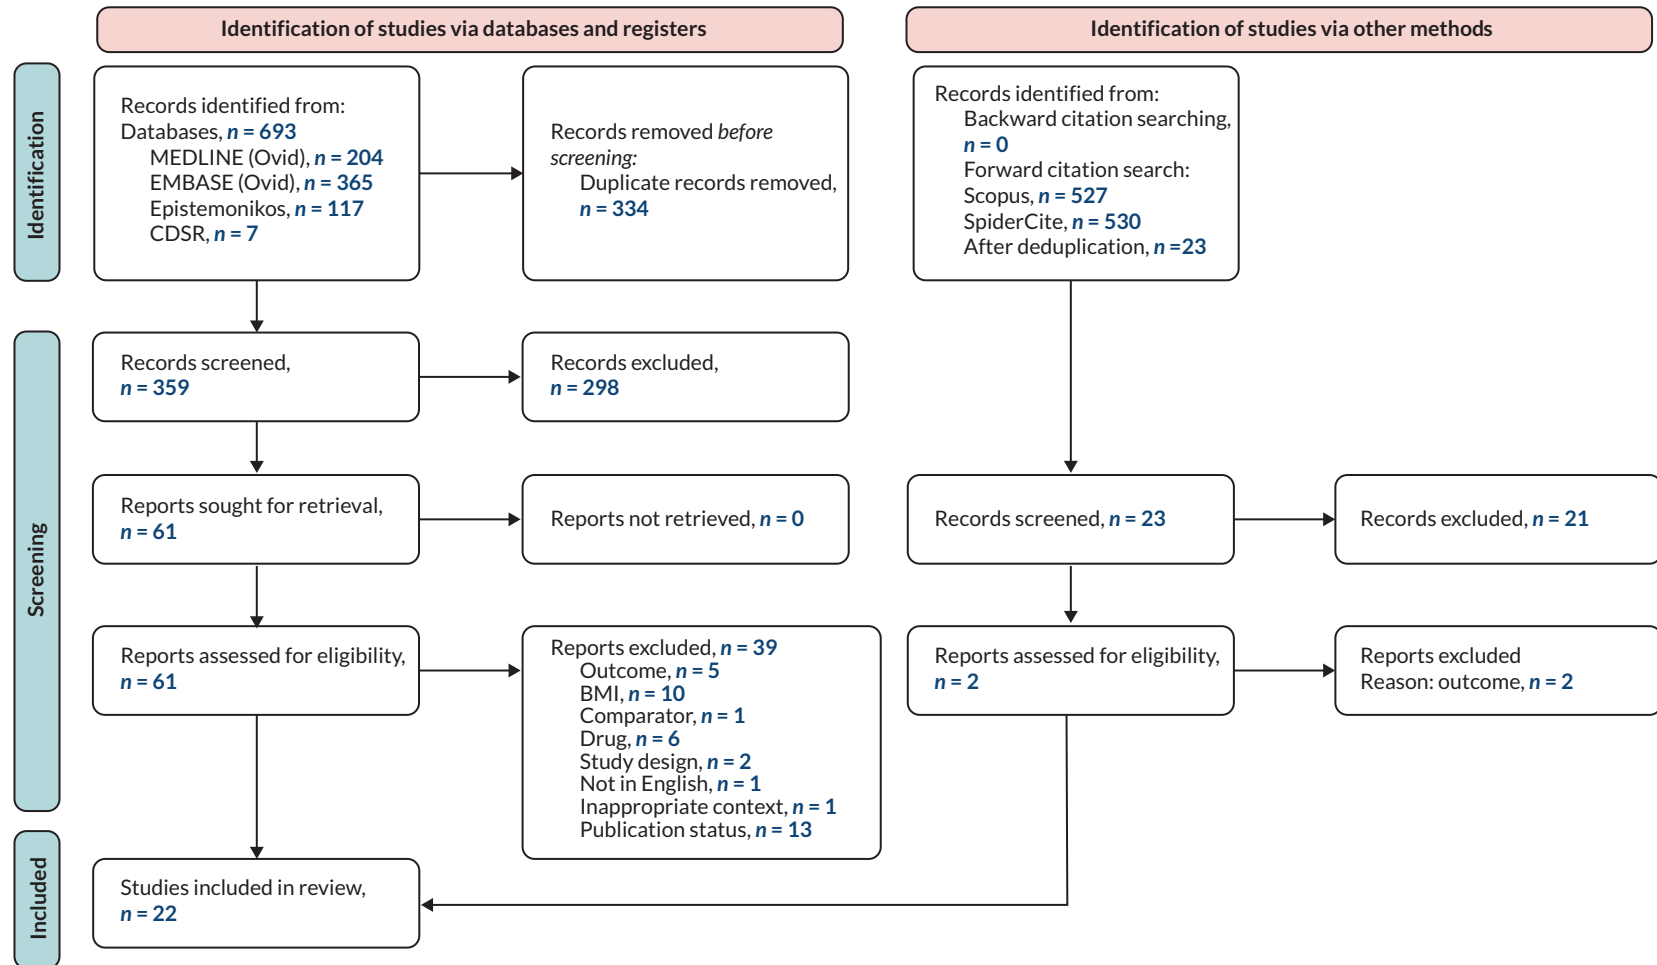 Identification of studies via databases and registers
Identification of studies via other methods
Identification
Records identified from:
Databases, n = 693
MEDLINE (Ovid), n = 204
EMBASE (Ovid), n = 365
Epistemonikos, n = 117
CDSR, n = 7
Records removed before
screening:
Duplicate records removed,
n = 334
Records identified from:
Backward citation searching,
n = 0
Forward citation search:
Scopus, n = 527
SpiderCite, n = 530
After deduplication, n =23
Screening
Records screened,
n = 359
Records excluded,
n = 298
Reports sought for retrieval,
n = 61
Reports not retrieved, n = 0
Records screened, n = 23
Records excluded, n = 21
Reports assessed for eligibility,
n = 61
Reports excluded, n = 39
Outcome, n = 5
BMI, n = 10
Comparator, n = 1
Drug, n = 6
Study design, n = 2
Not in English, n = 1
Inappropriate context, n = 1
Publication status, n = 13
Reports assessed for eligibility,
n = 2
Reports excluded
Reason: outcome, n = 2
Included
Studies included in review,
n = 22